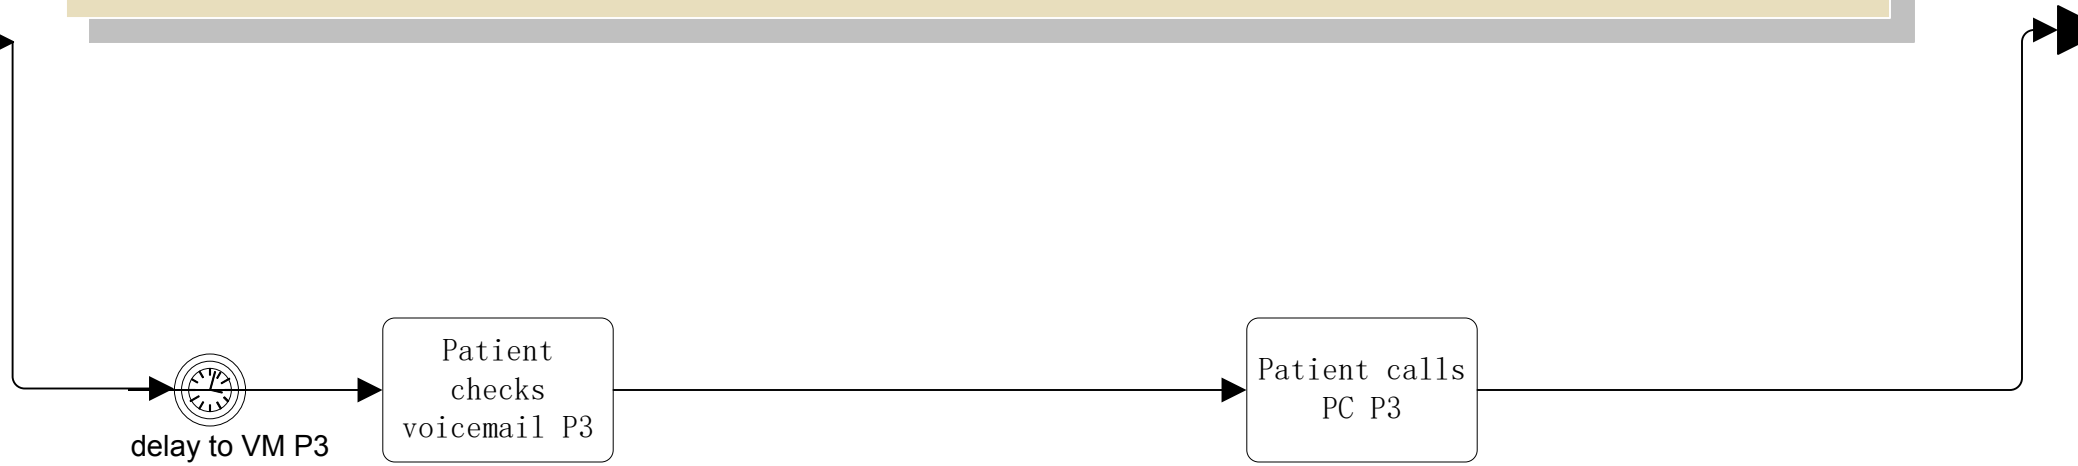 Patient
checks
voicemail P3
Patient calls
PC P3
delay to VM P3